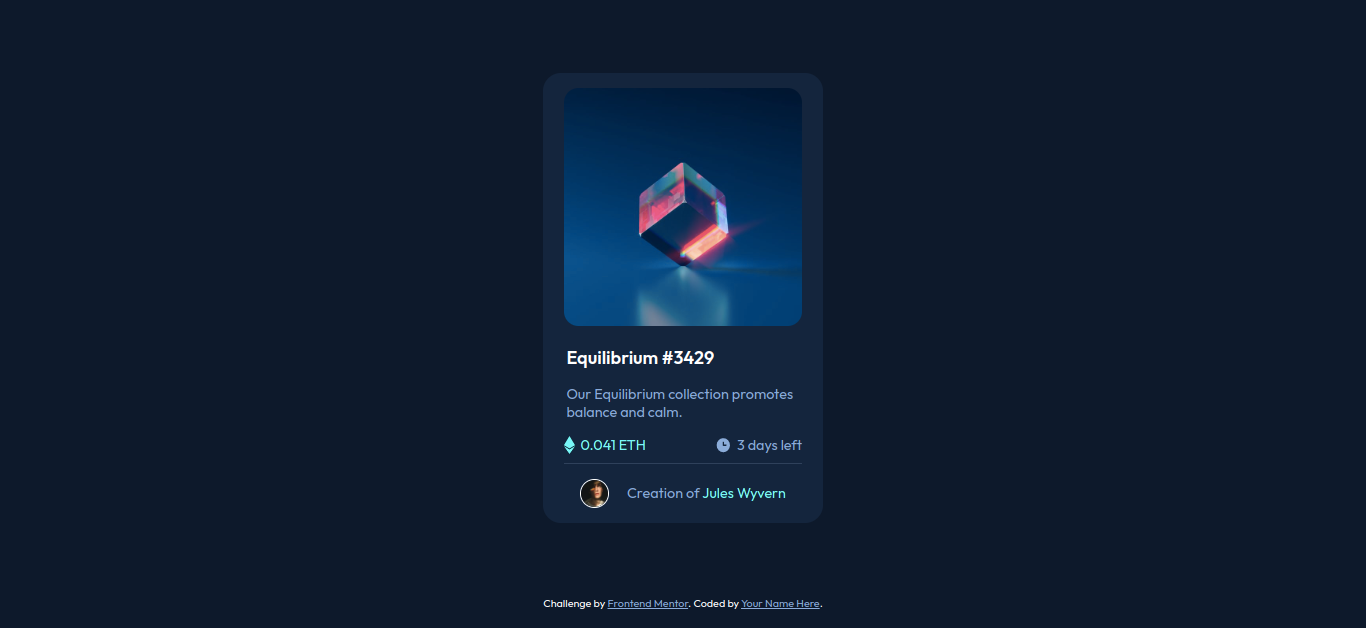 Equilibrium #3429
Our Equilibrium collection promotes
balance and calm.
0.041 ETH 3 days left
Creation of Jules Wyvern
Challenge by Frontend Mentor. Coded by Your Name Here.